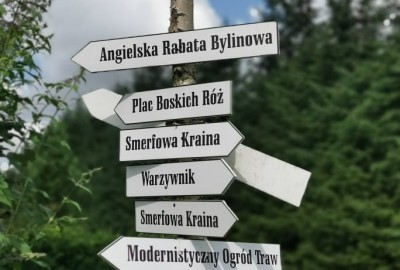 Angielska Rabata Bylinowa
Plac Boskich Róż
Smerfowa Kraina
Warzywnik
Smerfowa Kraina
Modernistyczny Ogród Traw